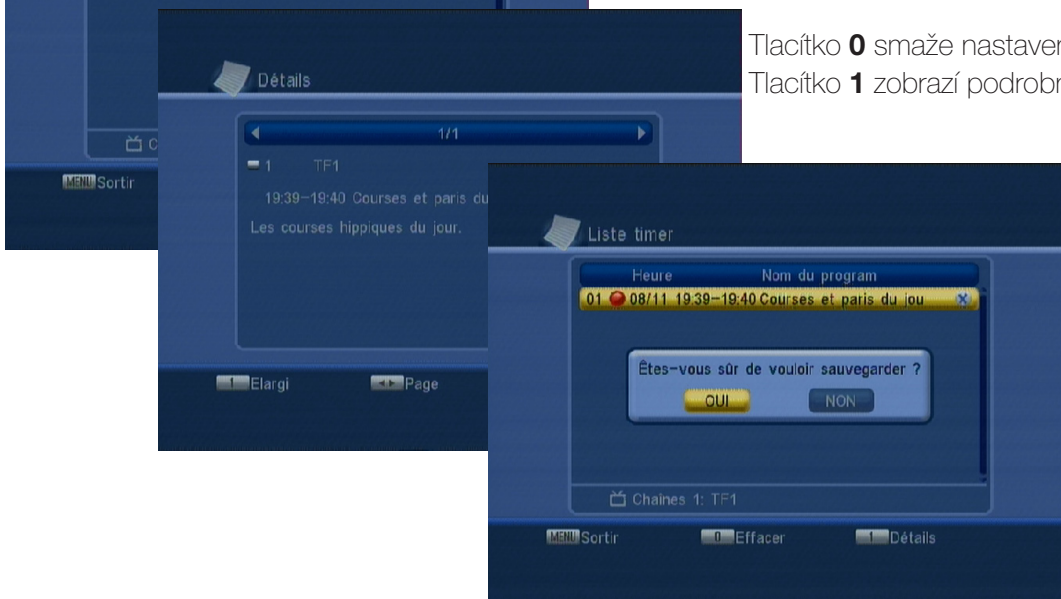 Tlacítko 0 smaže
Tlacítko 1 zobrazí
MENU Sortir
Détails
1/1
1 TF1
19:39-19:40 Courses et paris du
Les courses hippiques du jour.
1 Elargi Page
Liste timer
Heure Nom du program
01 08/11 19:39-19:40 Courses et paris du jou
Êtes-vous sûr de vouloir sauvegarder ?
OUI NON
Chaînes 1: TF1
MENU Sortir 0 Effacer 1 Détails